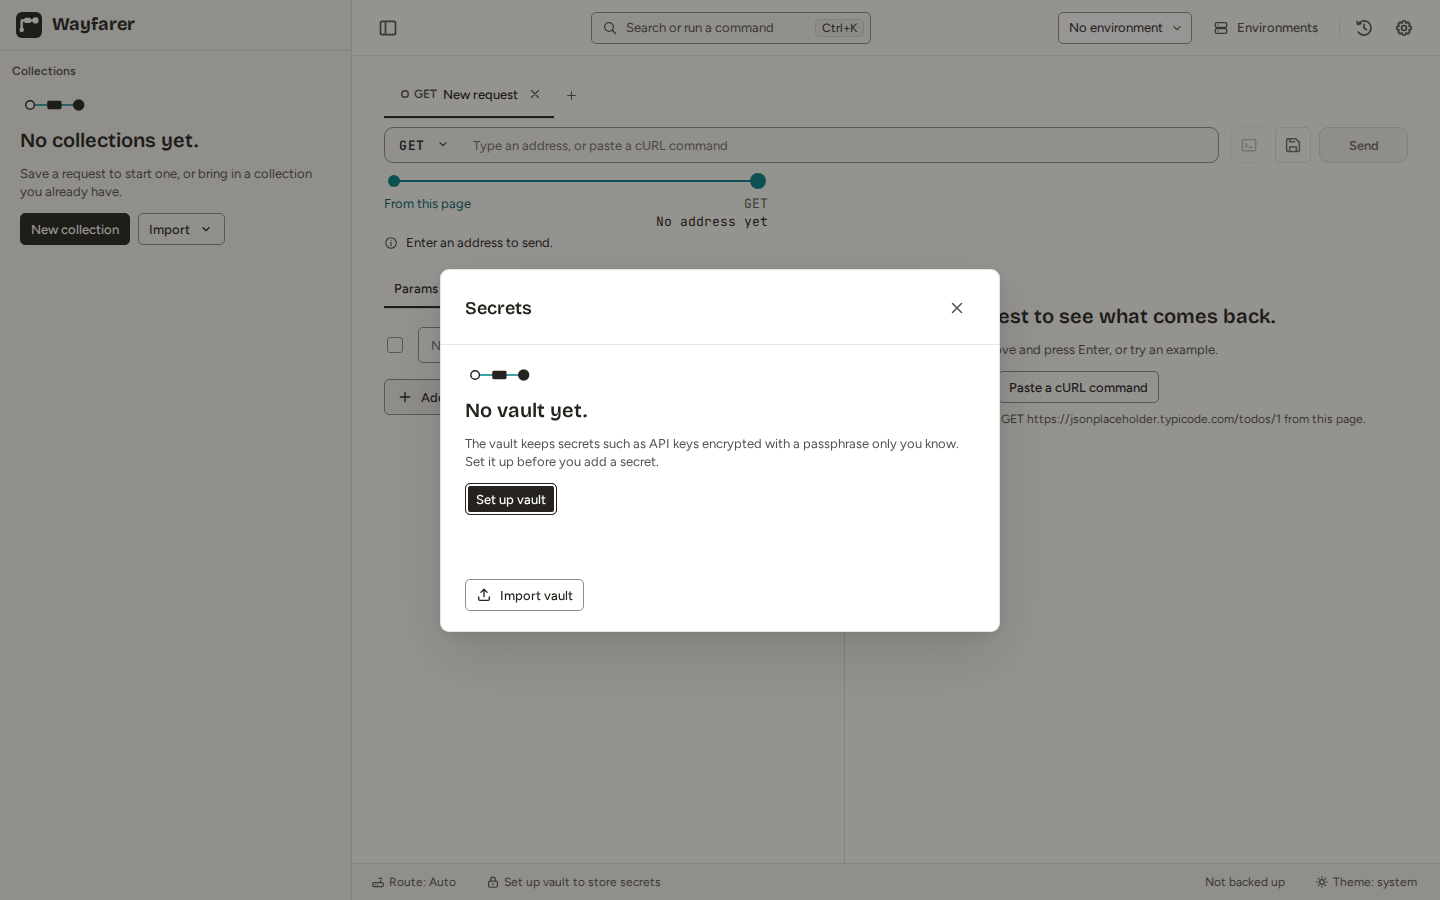 Wayfarer
Search or run a command
Ctrl+K
No environment
Environments
Collections
No collections yet.
Save a request to start one, or bring in a collection
you already have.
New collection
Import
GET New request
GET
Type an address, or paste a cURL command
Send
From this page
GET
No address yet
Enter an address to send.
Params
Secrets
No vault yet.
The vault keeps secrets such as API keys encrypted with a passphrase only you know.
Set it up before you add a secret.
Set up vault
Import vault
to see what comes back.
and press Enter, or try an example.
Paste a cURL command
GET https://jsonplaceholder.typicode.com/todos/1 from this page.
Route: Auto
Set up vault to store secrets
Not backed up
Theme: system